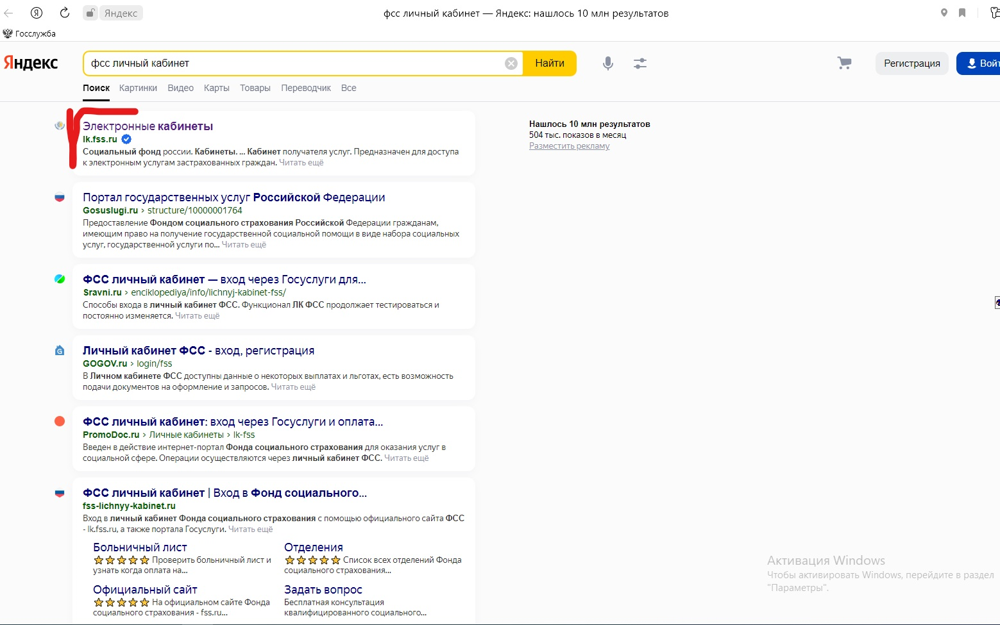 Яндекс
фсс личный кабинет — Яндекс: нашлось 10 млн результатов
Госслужба
Яндекс
фсс личный кабинет
Найти
Регистрация
Поиск Картинки Видео Карты Товары Переводчик Все
Электронные кабинеты
lk.fss.ru
Социальный фонд россии. Кабинеты. ... Кабинет получателя услуг. Предназначен для доступа
к электронным услугам застрахованных граждан. Читать ещё
Нашлось 10 млн результатов
504 тыс. показов в месяц
Разместить рекламу
Портал государственных услуг Российской Федерации
Gosuslugi.ru › structure/10000001764
Предоставление Фондом социального страхования Российской Федерации гражданам,
имеющим право на получение государственной социальной помощи в виде набора социальных
услуг, государственной услуги по... Читать ещё
ФСС личный кабинет — вход через Госуслуги для...
Sravni.ru › enciklopediya/info/lichnyj-kabinet-fss/
Способы входа в личный кабинет ФСС. Функционал ЛК ФСС продолжает тестироваться и
постоянно изменяется. Читать ещё
Личный кабинет ФСС - вход, регистрация
GOGOV.ru › login/fss
В Личном кабинете ФСС доступны данные о некоторых выплатах и льготах, есть возможность
подачи документов на оформление и запросов. Читать ещё
ФСС личный кабинет: вход через Госуслуги и оплата...
PromoDoc.ru › Личные кабинеты › lk-fss
Введен в действие интернет-портал Фонда социального страхования для оказания услуг в
социальной сфере. Операции осуществляются через личный кабинет ФСС. Читать ещё
ФСС личный кабинет | Вход в Фонд социального...
fss-lichnyy-kabinet.ru
Вход в личный кабинет Фонда социального страхования с помощью официального сайта ФСС
- lk.fss.ru, а также портала Госуслуги. Читать ещё
Больничный лист
Проверить больничный лист и
узнать когда оплата на...
Отделения
Список всех отделений Фонда
социального страхования...
Официальный сайт
На официальном сайте Фонда
социального страхования - fss.ru...
Задать вопрос
Бесплатная консультация
квалифицированного социального...
Активация Windows
Чтобы активировать Windows, перейдите в раздел
"Параметры".